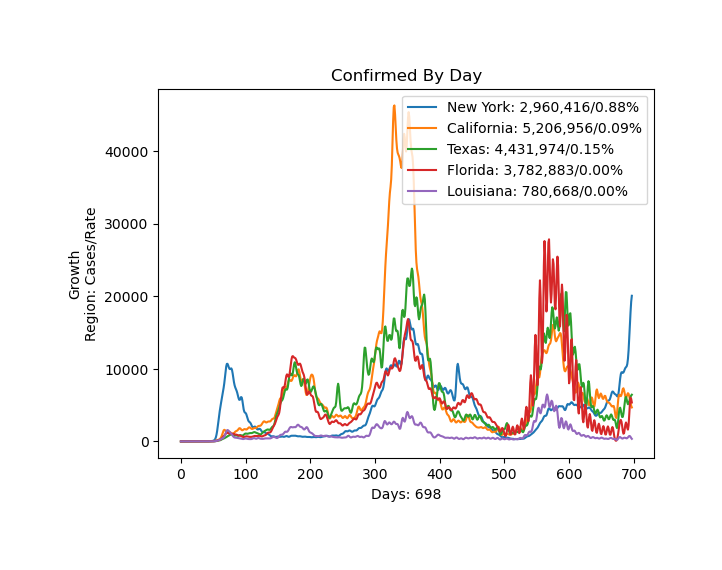 Confirmed By Day
New York: 2,960,416/0.88%
California: 5,206,956/0.09%
Texas: 4,431,974/0.15%
Florida: 3,782,883/0.00%
Louisiana: 780,668/0.00%
Growth
Region: Cases/Rate
40000
30000
20000
10000
0
0 100 200 300 400 500 600 700
Days: 698